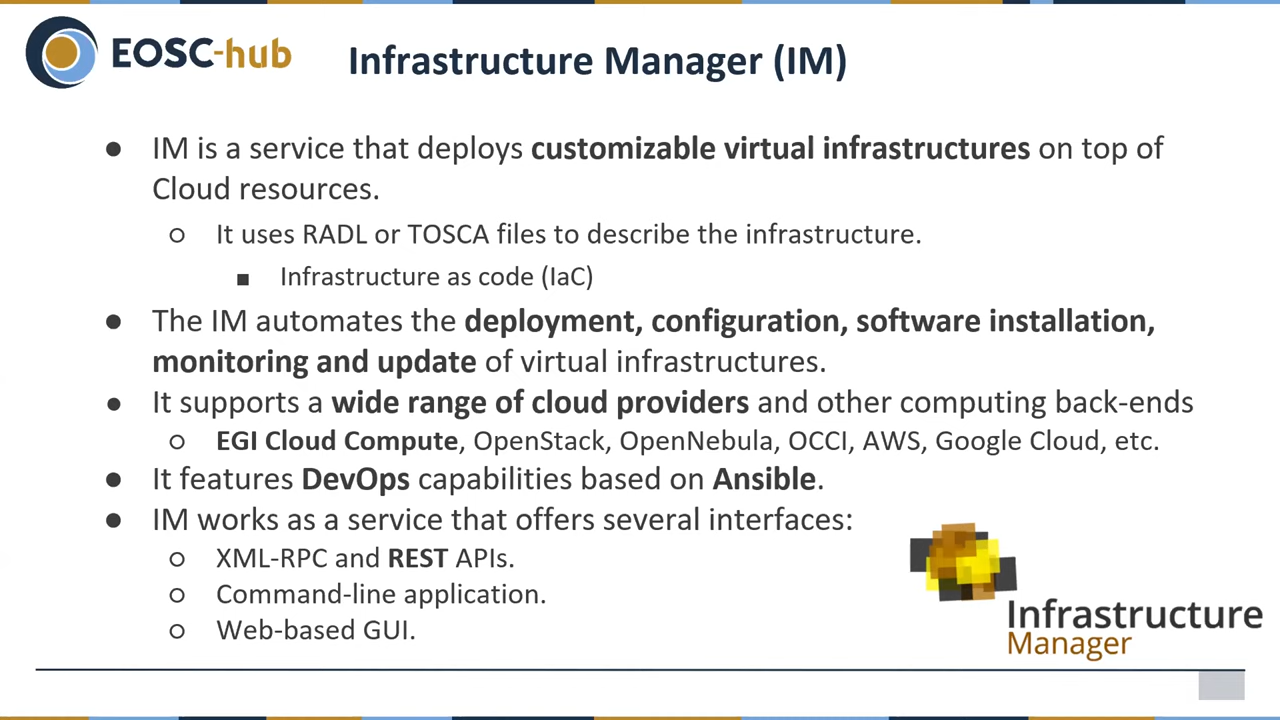 EOSC-hub
Infrastructure Manager (IM)
● IM is a service that deploys customizable virtual infrastructures on top of
Cloud resources.
○ It uses RADL or TOSCA files to describe the infrastructure.
■ Infrastructure as code (IaC)
● The IM automates the deployment, configuration, software installation,
monitoring and update of virtual infrastructures.
● It supports a wide range of cloud providers and other computing back-ends
○ EGI Cloud Compute, OpenStack, OpenNebula, OCCI, AWS, Google Cloud, etc.
● It features DevOps capabilities based on Ansible.
● IM works as a service that offers several interfaces:
○ XML-RPC and REST APIs.
○ Command-line application.
○ Web-based GUI.
Infrastructure
Manager